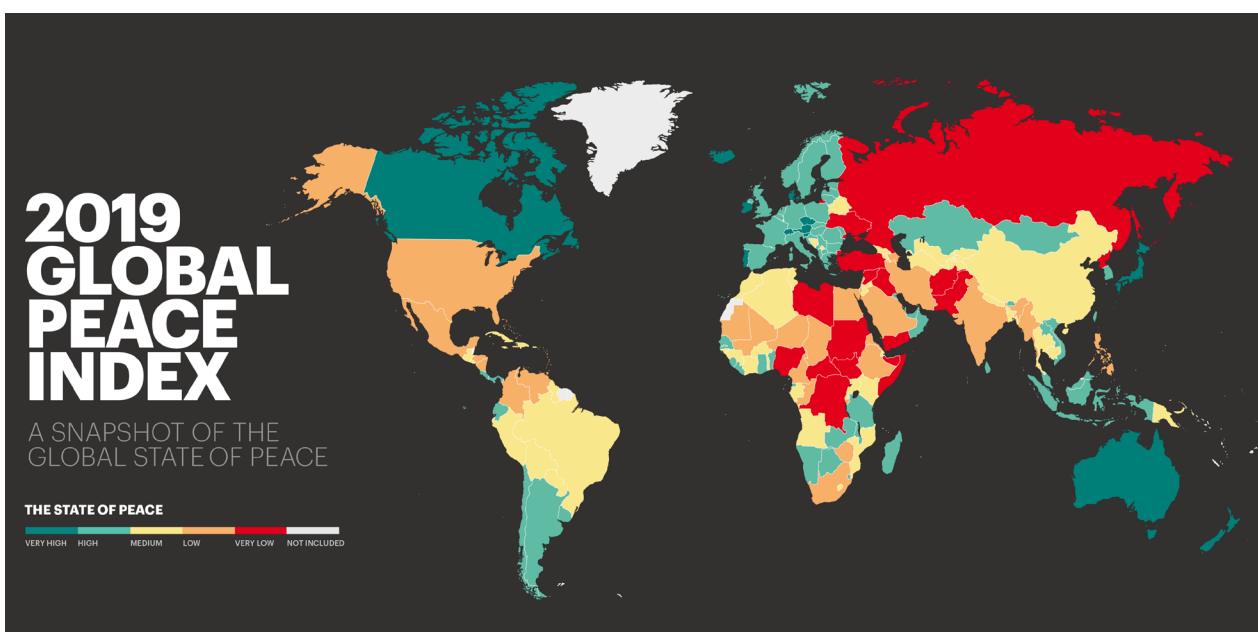 2019
GLOBAL
PEACE
INDEX
A SNAPSHOT OF THE
GLOBAL STATE OF PEACE
THE STATE OF PEACE
VERY HIGH HIGH MEDIUM LOW VERY LOW NOT INCLUDED